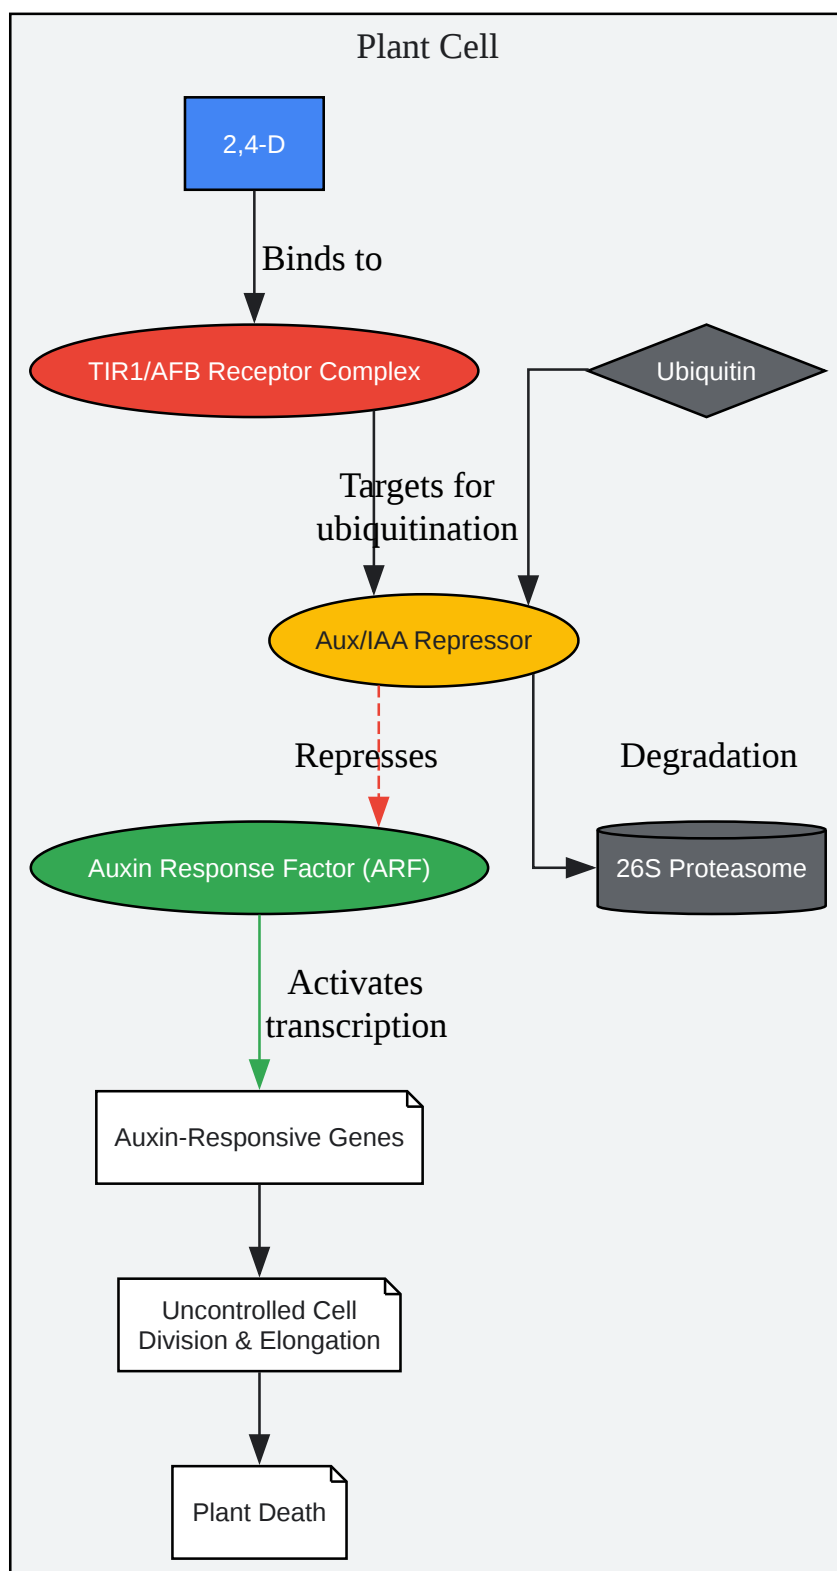 Plant Cell
2,4-D
Binds to
TIR1/AFB Receptor Complex
Ubiquitin
Targets for
ubiquitination
Aux/IAA Repressor
Represses
Degradation
Auxin Response Factor (ARF)
26S Proteasome
Activates
transcription
Auxin-Responsive Genes
Uncontrolled Cell
Division & Elongation
Plant Death